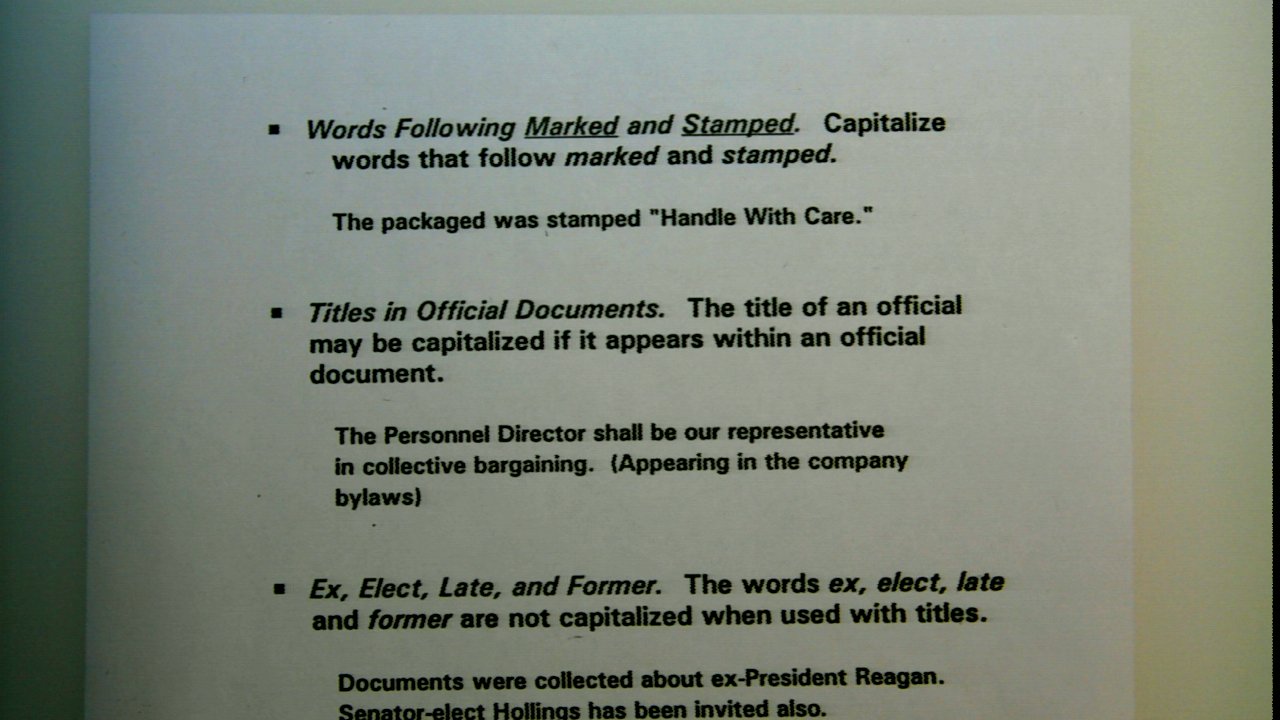 ▪ Words Following Marked and Stamped. Capitalize
words that follow marked and stamped.
The packaged was stamped "Handle With Care."
▪ Titles in Official Documents. The title of an official
may be capitalized if it appears within an official
document.
The Personnel Director shall be our representative
in collective bargaining. (Appearing in the company
bylaws)
▪ Ex, Elect, Late, and Former. The words ex, elect, late
and former are not capitalized when used with titles.
Documents were collected about ex-President Reagan.
Senator-elect Hollings has been invited also.